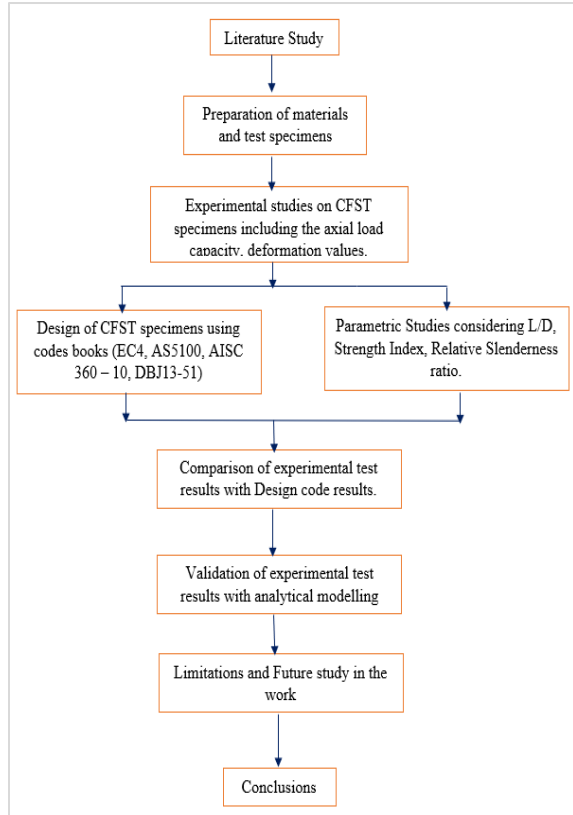 Literature Study
Preparation of materials
and test specimens
Experimental studies on CFST
specimens including the axial load
capacity, deformation values.
Design of CFST specimens using
codes books (EC4, AS5100, AISC
360 – 10, DBJ13-51)
Parametric Studies considering L/D,
Strength Index, Relative Slenderness
ratio.
Comparison of experimental test
results with Design code results.
Validation of experimental test
results with analytical modelling
Limitations and Future study in the
work
Conclusions